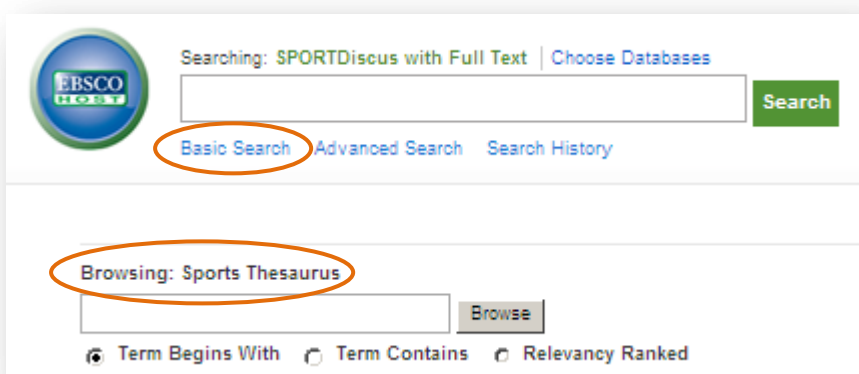 EBSCO
HOST
Searching: SPORTDiscus with Full Text | Choose Databases
Search
Basic Search Advanced Search Search History
Browsing: Sports Thesaurus
Browse
Term Begins With Term Contains Relevancy Ranked